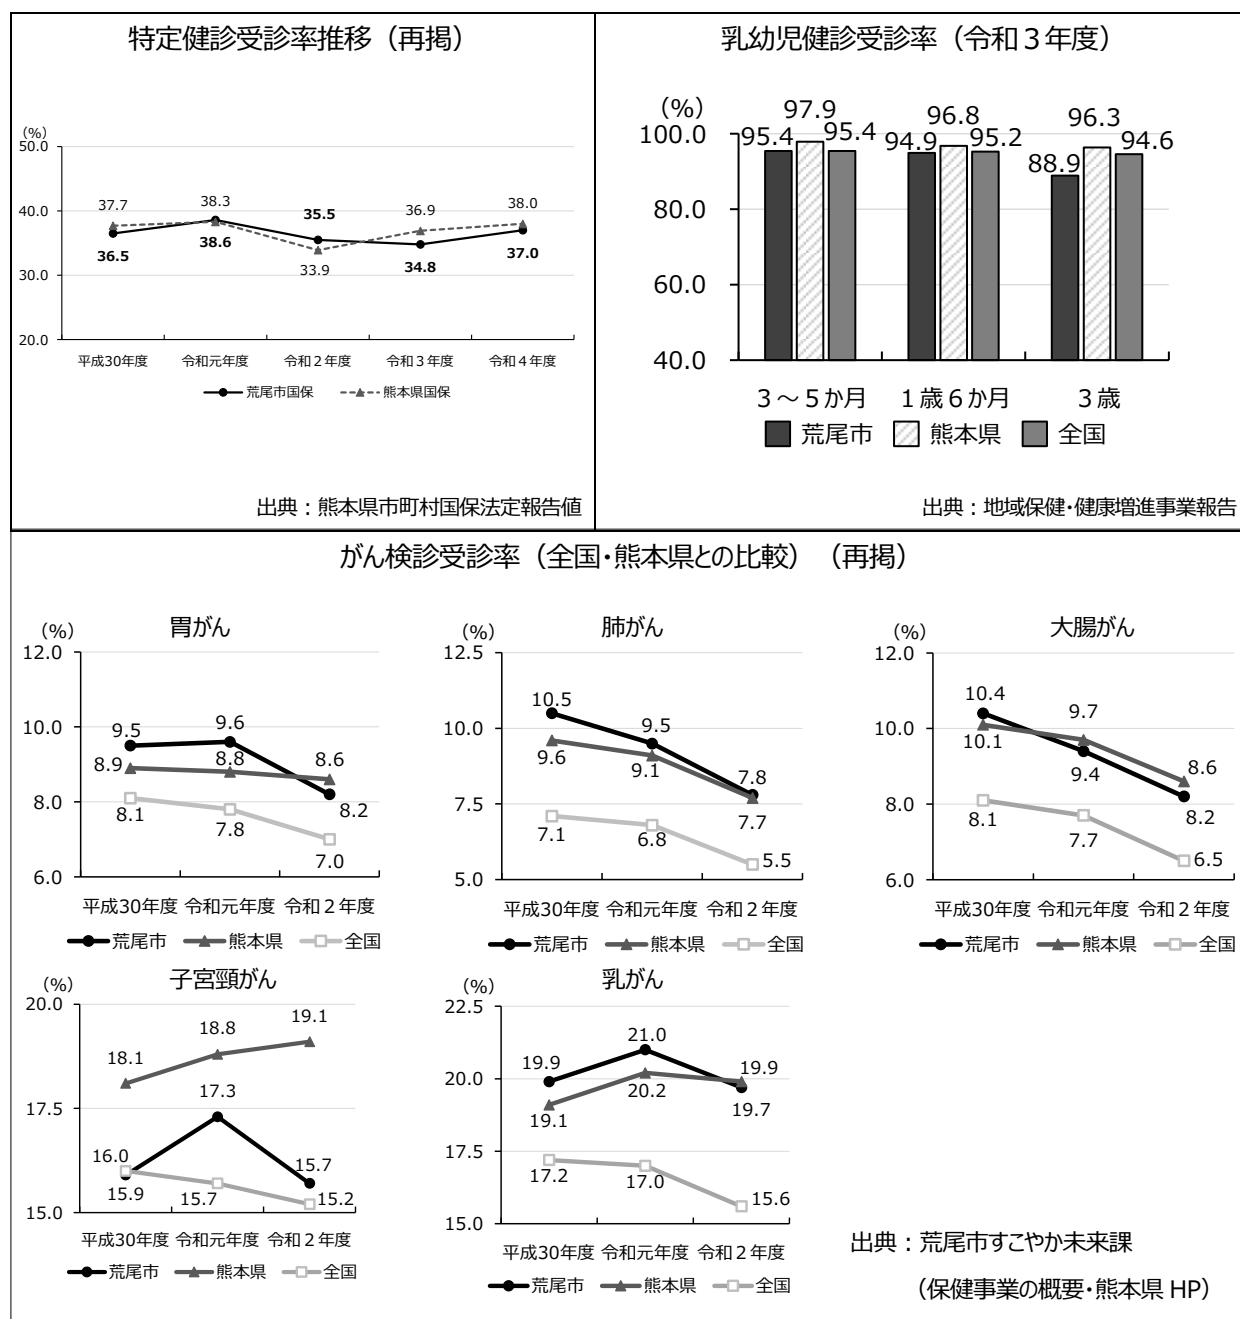 特定健診受診率推移（再掲）
(%)
50.0
40.0
30.0
20.0
37.7
38.3
35.5
36.9
38.0
36.5
38.6
33.9
34.8
37.0
平成30年度
令和元年度
令和２年度
令和３年度
令和４年度
荒尾市国保
熊本県国保
出典：熊本県市町村国保法定報告値
乳幼児健診受診率（令和３年度）
(%)
100.0
80.0
60.0
40.0
95.4
97.9
95.4
94.9
96.8
95.2
88.9
96.3
94.6
３～５か月
１歳６か月
３歳
荒尾市
熊本県
全国
出典：地域保健・健康増進事業報告
がん検診受診率（全国・熊本県との比較）（再掲）
胃がん
(%)
12.0
10.0
8.0
6.0
9.5
9.6
8.6
8.9
8.8
8.2
8.1
7.8
7.0
平成30年度
令和元年度
令和２年度
荒尾市
熊本県
全国
肺がん
(%)
12.5
10.0
7.5
5.0
10.5
9.5
7.8
9.6
9.1
7.7
7.1
6.8
5.5
平成30年度
令和元年度
令和２年度
荒尾市
熊本県
全国
大腸がん
(%)
12.0
10.0
8.0
6.0
10.4
9.7
8.6
10.1
9.4
8.2
8.1
7.7
6.5
平成30年度
令和元年度
令和２年度
荒尾市
熊本県
全国
子宮頸がん
(%)
20.0
17.5
15.0
18.1
18.8
19.1
17.3
16.0
15.7
15.9
15.7
15.2
平成30年度
令和元年度
令和２年度
荒尾市
熊本県
全国
乳がん
(%)
22.5
20.0
17.5
15.0
19.9
21.0
19.9
19.1
20.2
19.7
17.2
17.0
15.6
平成30年度
令和元年度
令和２年度
荒尾市
熊本県
全国
出典：荒尾市すこやか未来課
（保健事業の概要・熊本県 HP）